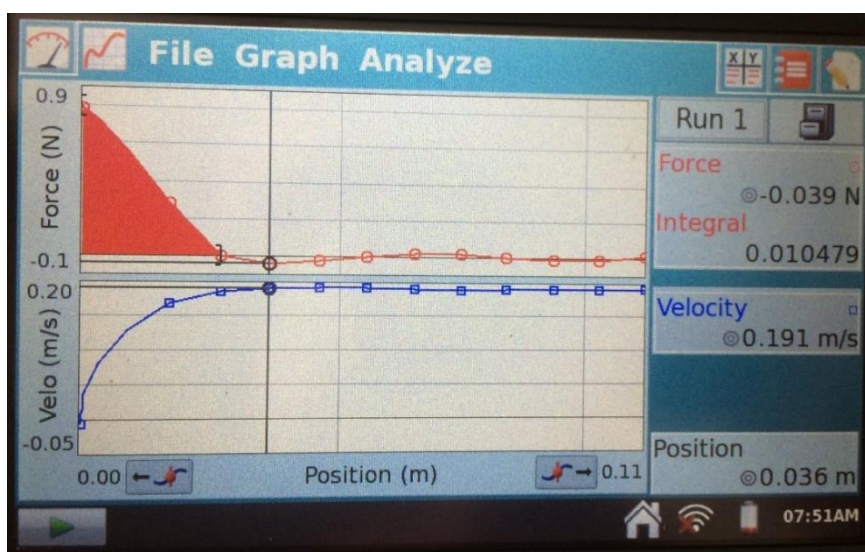 File Graph Analyze
X Y
0.9
Force (N)
-0.1
0.20
Velo (m/s)
-0.05
0.00
Position (m)
0.11
Run 1
Force
-0.039 N
Integral
0.010479
Velocity
0.191 m/s
Position
0.036 m
07:51AM